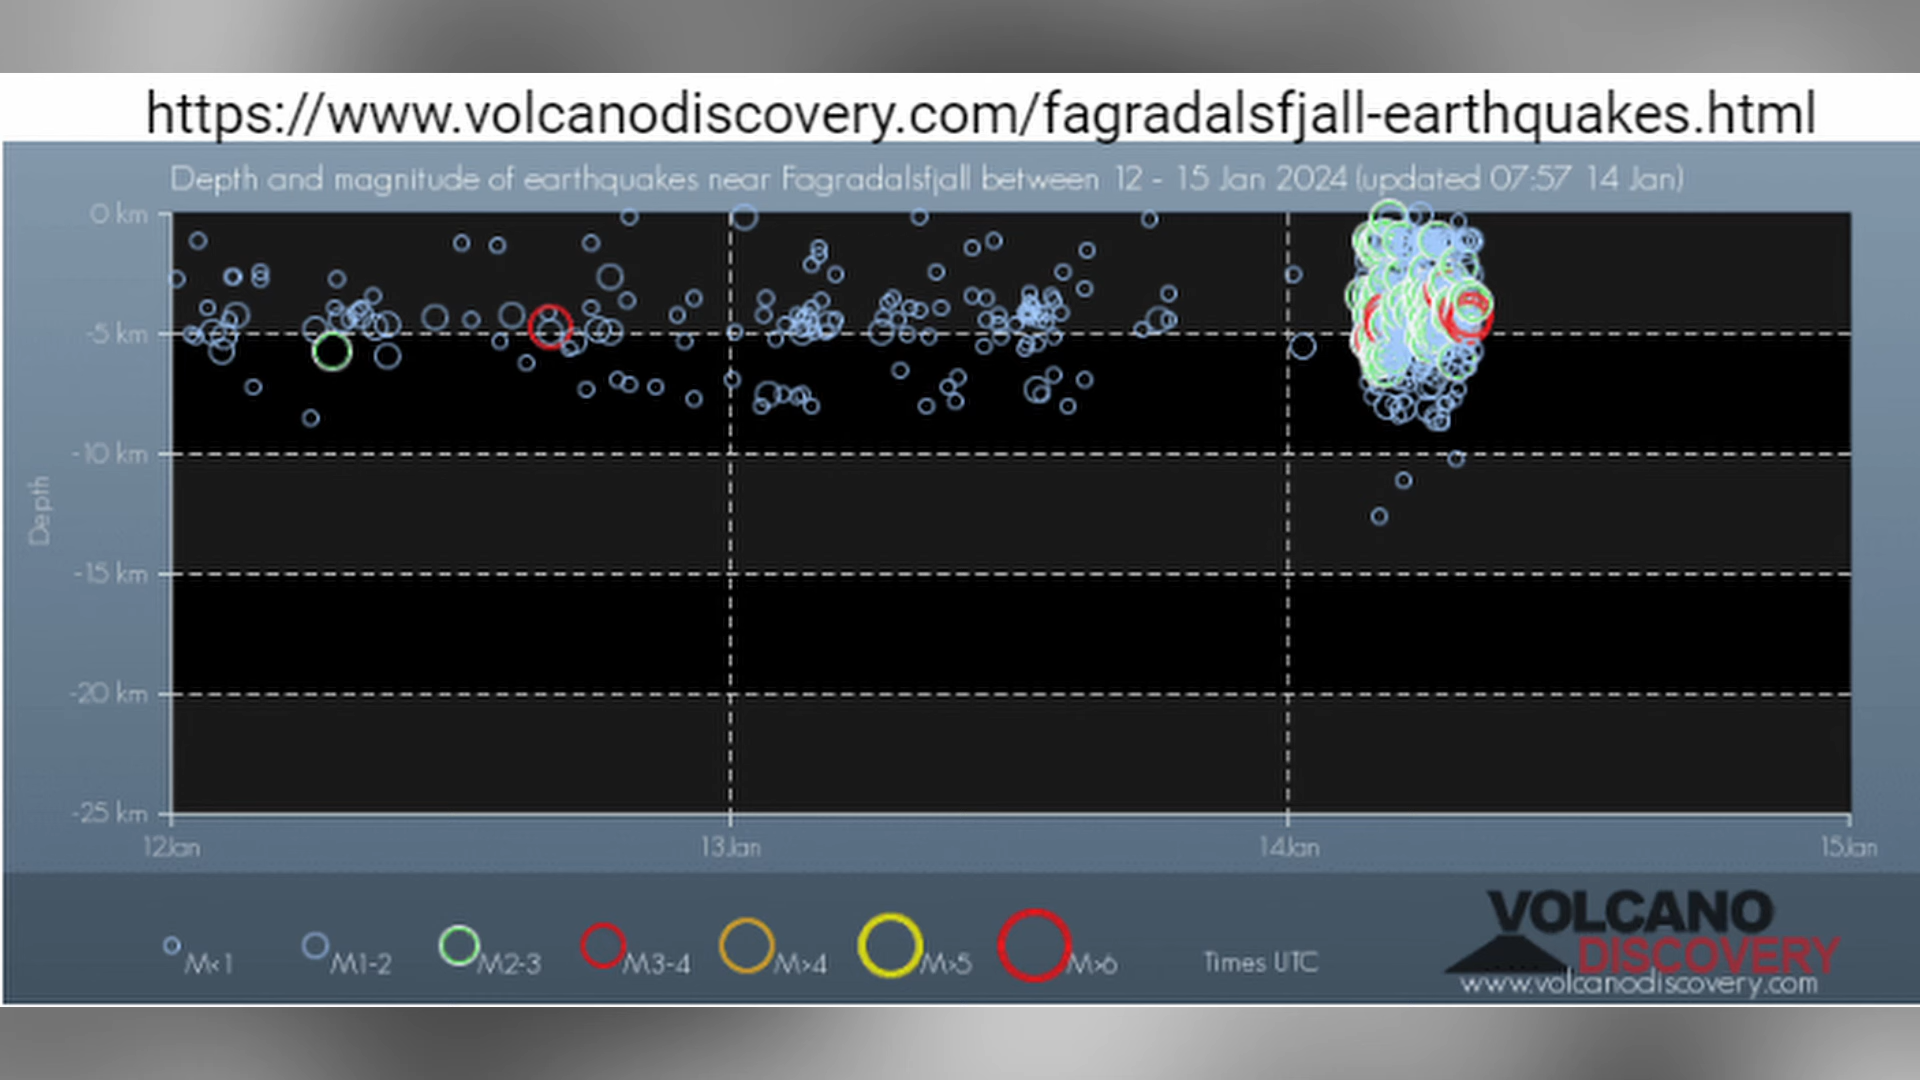 https://www.volcanodiscovery.com/fagradalsfjall-earthquakes.html
Depth and magnitude of earthquakes near Fagradalsfjall between 12 - 15 Jan 2024 (updated 07:57 14 Jan)
0 km
-5 km
-10 km
-15 km
-20 km
-25 km
Depth
12Jan 13Jan 14Jan 15Jan
M<1 M1-2 M2-3 M3-4 M>4 M>5 M>6 Times UTC
VOLCANO
DISCOVERY
www.volcanodiscovery.com